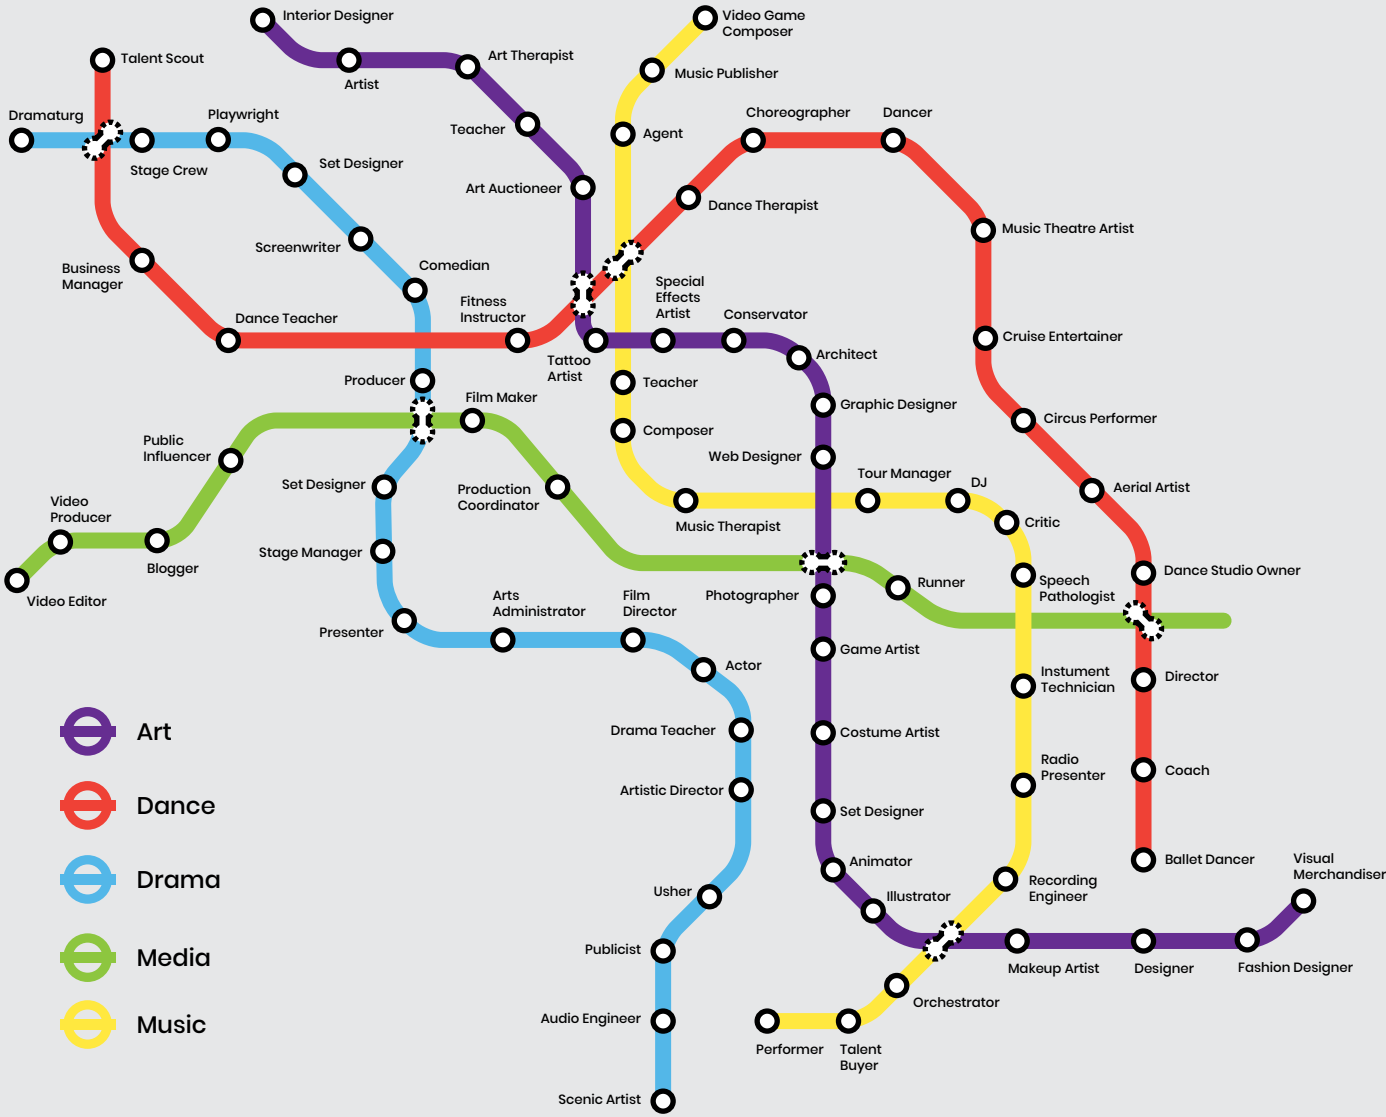 Interior Designer
Video Game
Composer
Talent Scout
Art Therapist
Artist
Music Publisher
Dramaturg
Playwright
Choreographer
Dancer
Teacher
Agent
Stage Crew
Set Designer
Art Auctioneer
Dance Therapist
Music Theatre Artist
Screenwriter
Comedian
Business
Manager
Special
Effects
Artist
Fitness
Instructor
Conservator
Dance Teacher
Cruise Entertainer
Tattoo
Artist
Architect
Producer
Teacher
Film Maker
Graphic Designer
Circus Performer
Composer
Public
Influencer
Web Designer
Tour Manager
DJ
Set Designer
Production
Coordinator
Aerial Artist
Video
Producer
Music Therapist
Critic
Stage Manager
Blogger
Dance Studio Owner
Runner
Speech
Pathologist
Video Editor
Arts
Administrator
Film
Director
Photographer
Presenter
Game Artist
Actor
Instument
Technician
Director
Art
Drama Teacher
Costume Artist
Radio
Presenter
Coach
Artistic Director
Dance
Set Designer
Animator
Ballet Dancer
Visual
Merchandiser
Drama
Usher
Illustrator
Recording
Engineer
Media
Publicist
Makeup Artist
Designer
Fashion Designer
Orchestrator
Music
Audio Engineer
Performer
Talent
Buyer
Scenic Artist